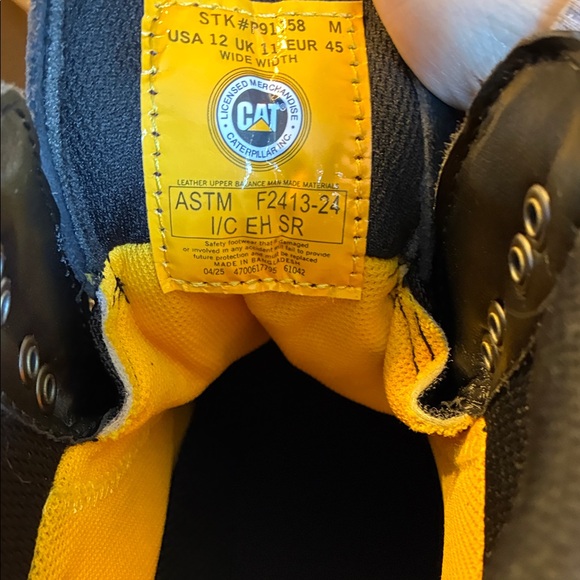 STK# M
USA 12 UK 11 EUR 45
WIDE WIDTH
LICENSED MERCHANDISE
CAT
CATERPILLAR, INC.
LEATHER UPPER BALANCE MAN MADE MATERIALS
ASTM F2413-24
I/C EH SR
Safety footwear that is damaged
or involved in any accident will fail to provide
future protection and must be replaced
MADE IN BANGLADESH
04/25 61042